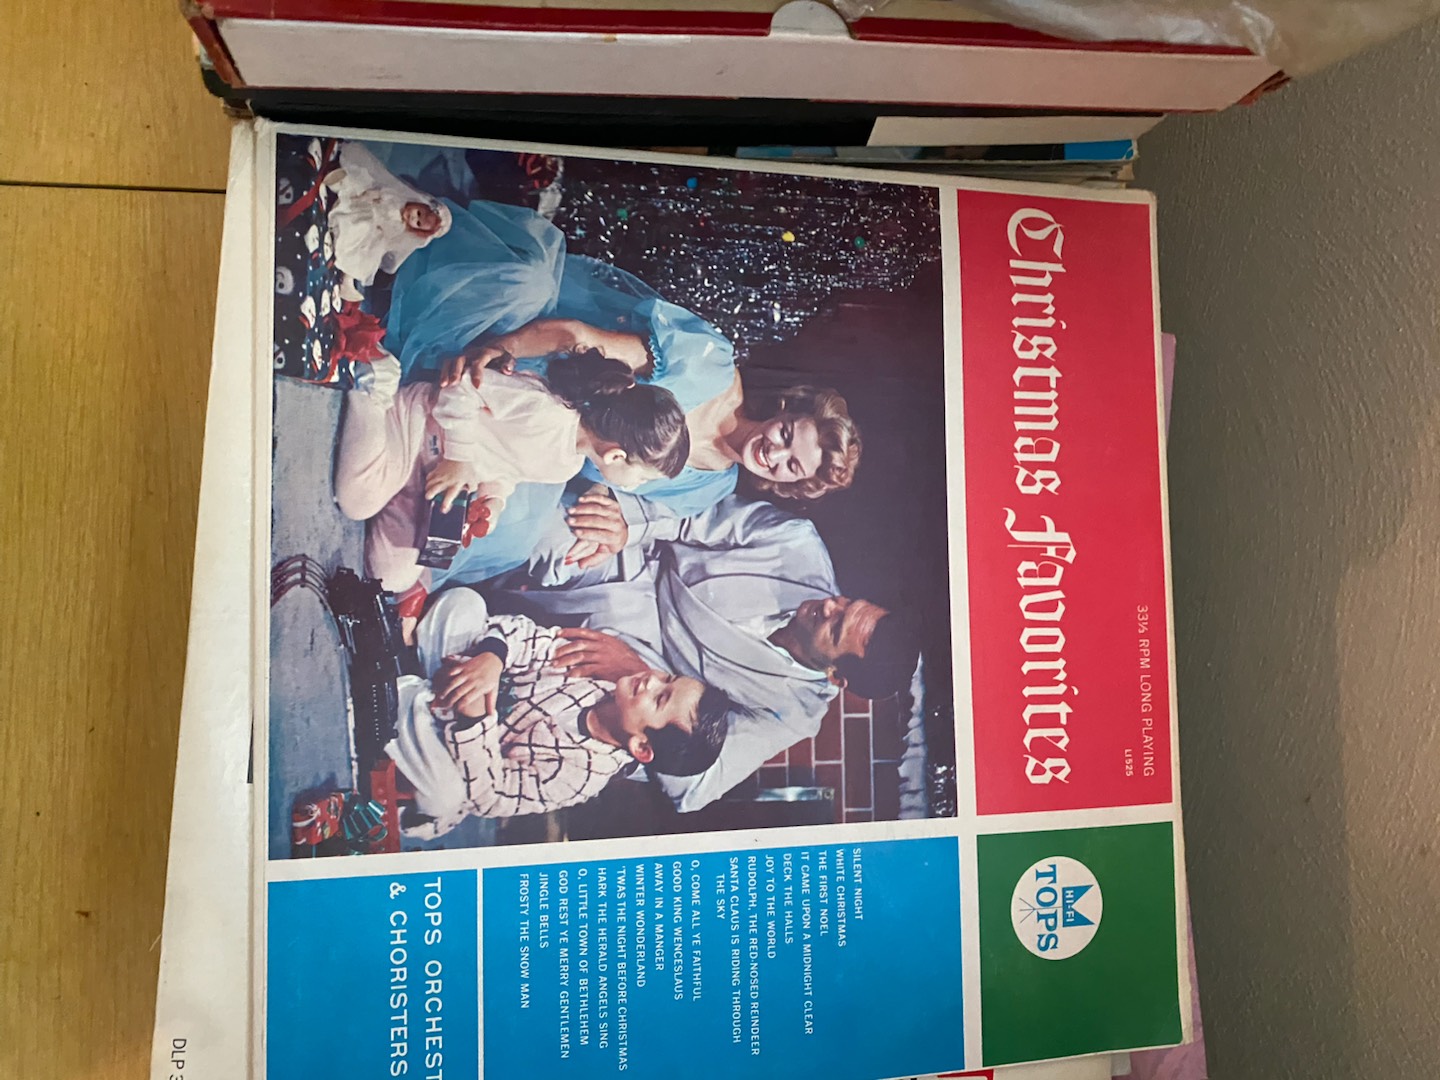 33⅓ RPM LONG PLAYING
L1525
Christmas Favorites
HI-FI
TOPS
SILENT NIGHT
WHITE CHRISTMAS
THE FIRST NOEL
IT CAME UPON A MIDNIGHT CLEAR
DECK THE HALLS
JOY TO THE WORLD
RUDOLPH, THE RED-NOSED REINDEER
SANTA CLAUS IS RIDING THROUGH
THE SKY
O, COME ALL YE FAITHFUL
GOOD KING WENCESLAUS
AWAY IN A MANGER
WINTER WONDERLAND
'TWAS THE NIGHT BEFORE CHRISTMAS
HARK THE HERALD ANGELS SING
O, LITTLE TOWN OF BETHLEHEM
GOD REST YE MERRY GENTLEMEN
JINGLE BELLS
FROSTY THE SNOW MAN
TOPS ORCHEST
& CHORISTERS
DLP 3